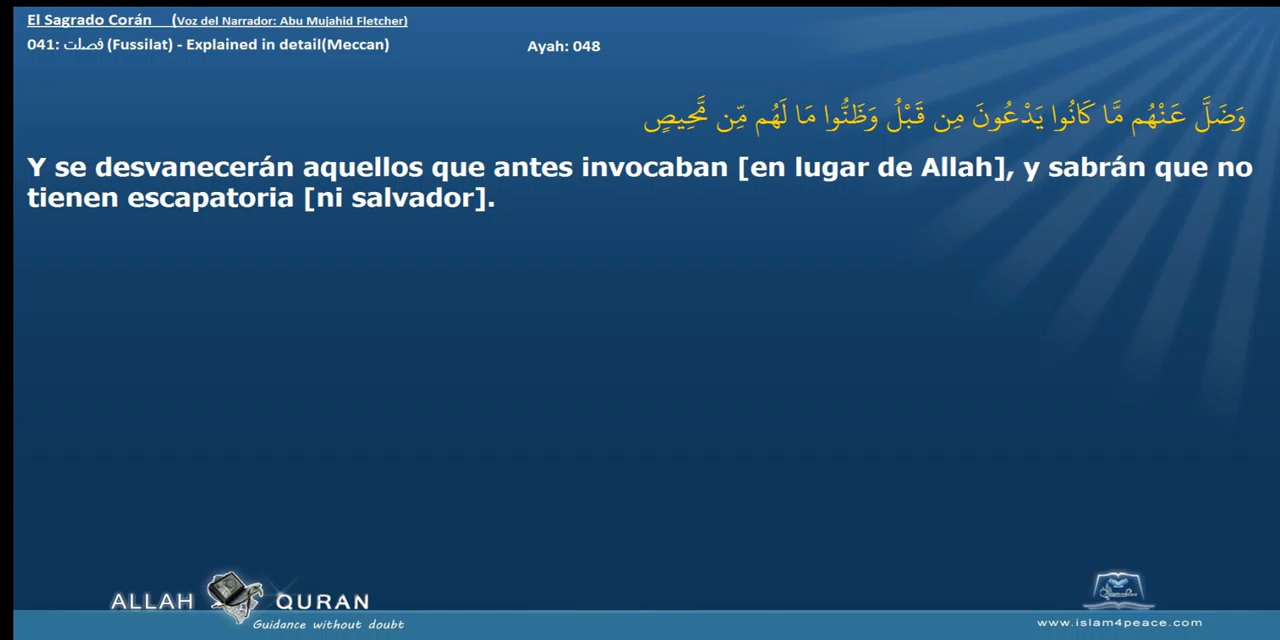 El Sagrado Corán (Voz del Narrador: Abu Mujahid Fletcher)
041: فصلت (Fussilat) - Explained in detail(Meccan) Ayah: 048
وَضَلَّ عَنْهُم مَّا كَانُوا يَدْعُونَ مِن قَبْلُ وَظَنُّوا مَا لَهُم مِّن مَّحِيصٍ
Y se desvanecerán aquellos que antes invocaban [en lugar de Allah], y sabrán que no
tienen escapatoria [ni salvador].
ALLAH QURAN
Guidance without doubt
www.islam4peace.com